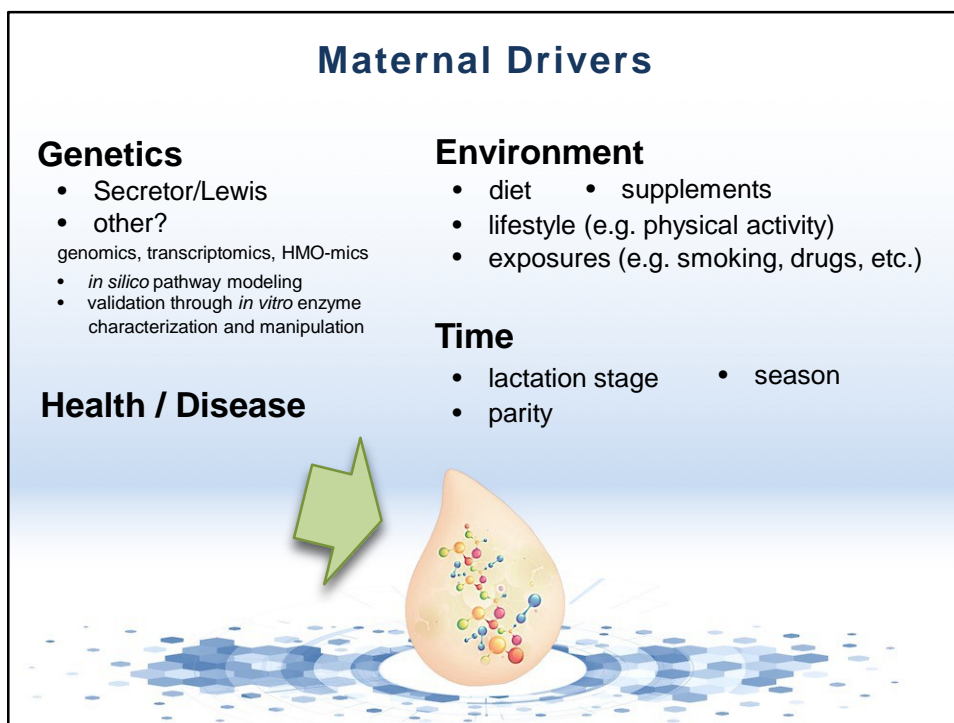 Maternal Drivers
Genetics
• Secretor/Lewis
• other?
genomics, transcriptomics, HMO-mics
• in silico pathway modeling
• validation through in vitro enzyme
characterization and manipulation
Health / Disease
Environment
• diet • supplements
• lifestyle (e.g. physical activity)
• exposures (e.g. smoking, drugs, etc.)
Time
• lactation stage • season
• parity